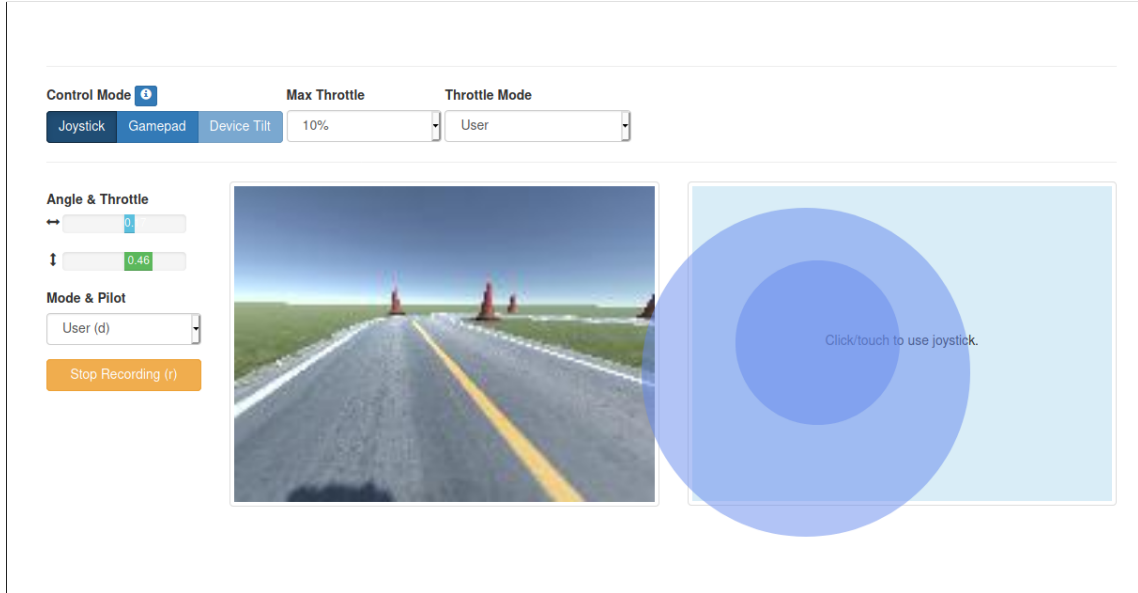 Control Mode
Max Throttle
Throttle Mode
Joystick
Gamepad
Device Tilt
10%
User
Angle & Throttle
0.46
Mode & Pilot
User (d)
Stop Recording (r)
Click/touch to use joystick.